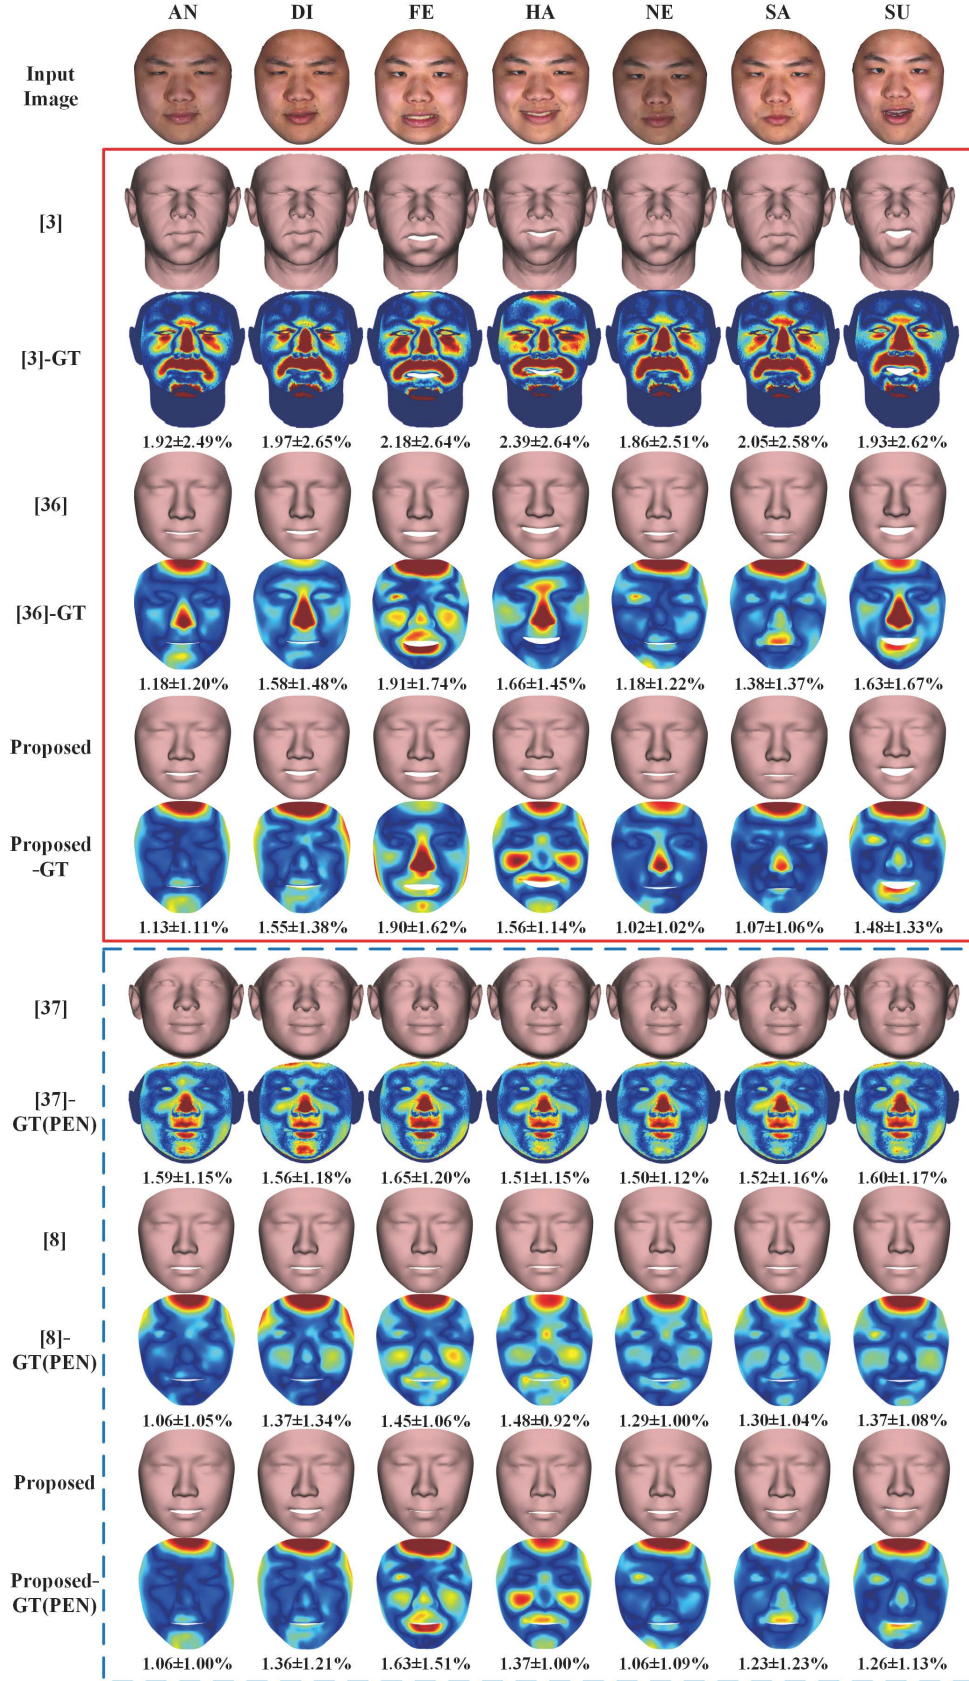 AN DI FE HA NE SA SU
Input
Image
[3]
[3]-GT
1.92±2.49% 1.97±2.65% 2.18±2.64% 2.39±2.64% 1.86±2.51% 2.05±2.58% 1.93±2.62%
[36]
[36]-GT
1.18±1.20% 1.58±1.48% 1.91±1.74% 1.66±1.45% 1.18±1.22% 1.38±1.37% 1.63±1.67%
Proposed
Proposed
-GT
1.13±1.11% 1.55±1.38% 1.90±1.62% 1.56±1.14% 1.02±1.02% 1.07±1.06% 1.48±1.33%
[37]
[37]-
GT(PEN)
1.59±1.15% 1.56±1.18% 1.65±1.20% 1.51±1.15% 1.50±1.12% 1.52±1.16% 1.60±1.17%
[8]
[8]-
GT(PEN)
1.06±1.05% 1.37±1.34% 1.45±1.06% 1.48±0.92% 1.29±1.00% 1.30±1.04% 1.37±1.08%
Proposed
Proposed-
GT(PEN)
1.06±1.00% 1.36±1.21% 1.63±1.51% 1.37±1.00% 1.06±1.09% 1.23±1.23% 1.26±1.13%